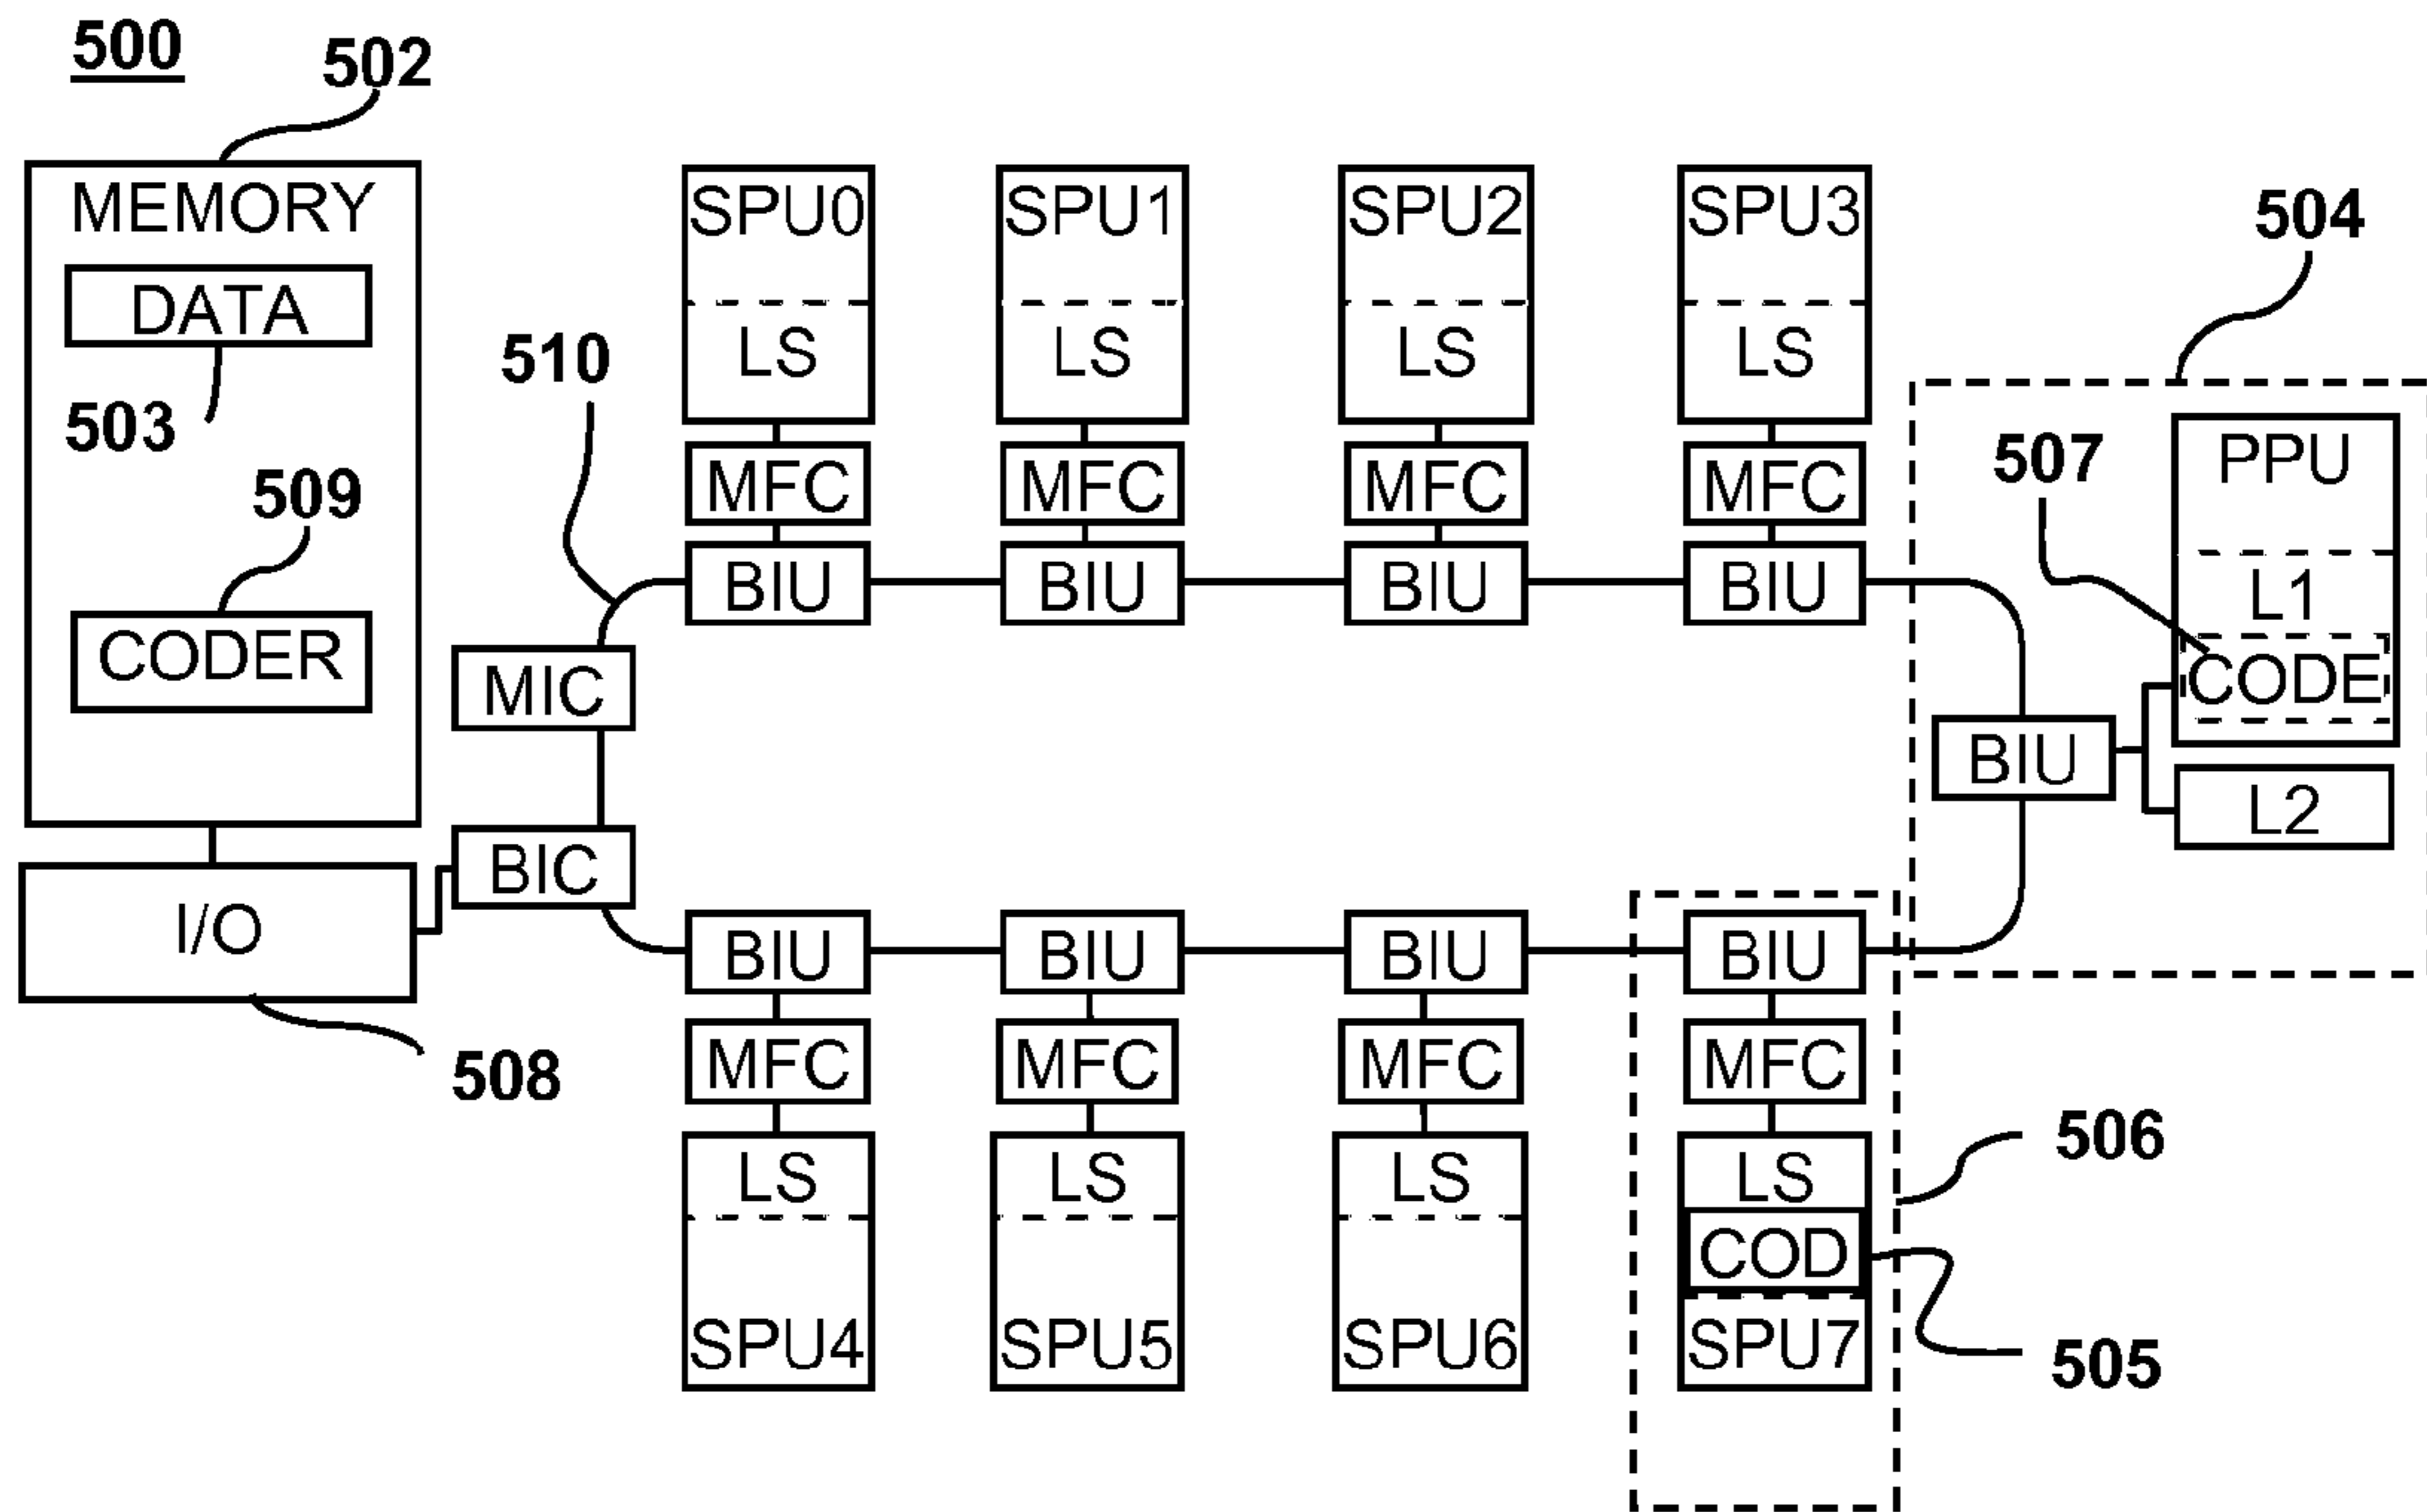 500
502
MEMORY
DATA
503
509
CODER
I/O
508
510
MIC
BIC
SPU0 SPU1 SPU2 SPU3
LS LS LS LS
MFC MFC MFC MFC
BIU BIU BIU BIU
504
507
PPU
L1
CODE
BIU
L2
BIU BIU BIU BIU
MFC MFC MFC MFC
LS LS LS LS
COD
SPU4 SPU5 SPU6 SPU7
506
505